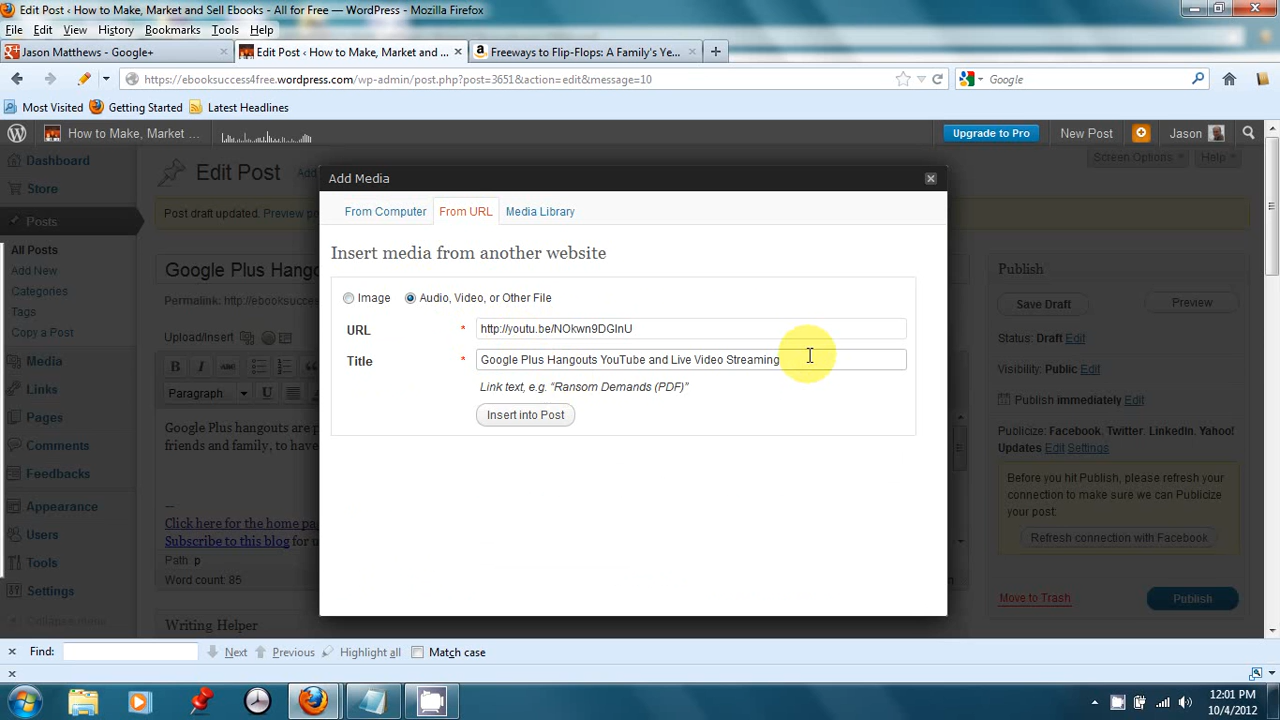 Edit Post ‹ How to Make, Market and Sell Ebooks - All for Free — WordPress - Mozilla Firefox
File Edit View History Bookmarks Tools Help
Jason Matthews - Google+
Edit Post ‹ How to Make, Market and ...
Freeways to Flip-Flops: A Family's Ye...
https://ebooksuccess4free.wordpress.com/wp-admin/post.php?post=3651&action=edit&message=10
Google
Most Visited Getting Started Latest Headlines
How to Make, Market ...
Upgrade to Pro New Post Jason
Dashboard
Store
Posts
All Posts
Add New
Categories
Tags
Copy a Post
Media
Links
Pages
Comments
Feedbacks
Appearance
Users
Tools
Settings
Collapse menu
Edit Post Add
Screen Options Help
Post draft updated. Preview p
Google Plus Hango
Permalink: http://ebooksucces
Upload/Insert
B I ABC
Paragraph
Google Plus hangouts are p
friends and family, to have
--
Click here for the home pa
Subscribe to this blog for u
Path: p
Word count: 85
Writing Helper
Add Media
From Computer From URL Media Library
Insert media from another website
Image Audio, Video, or Other File
URL * http://youtu.be/NOkwn9DGInU
Title * Google Plus Hangouts YouTube and Live Video Streaming
Link text, e.g. “Ransom Demands (PDF)”
Insert into Post
Publish
Save Draft Preview
Status: Draft Edit
Visibility: Public Edit
Publish immediately Edit
Publicize: Facebook, Twitter, LinkedIn, Yahoo!
Updates Edit Settings
Before you hit Publish, please refresh your
connection to make sure we can Publicize
your post:
Refresh connection with Facebook
Move to Trash Publish
× Find: Next Previous Highlight all Match case
×
12:01 PM
10/4/2012